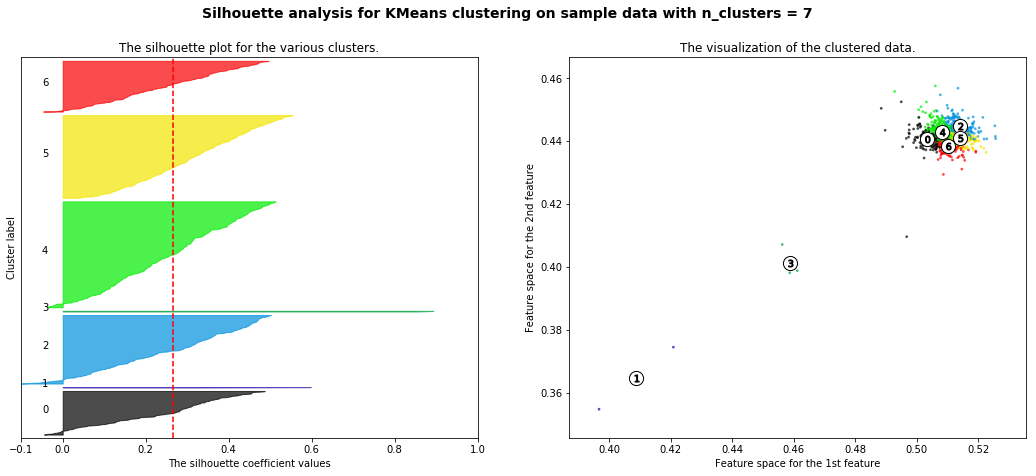 Silhouette analysis for KMeans clustering on sample data with n_clusters = 7
The silhouette plot for the various clusters.
6
5
4
3
2
1
0
Cluster label
−0.1 0.0 0.2 0.4 0.6 0.8 1.0
The silhouette coefficient values
The visualization of the clustered data.
0.46
0.44
0.42
0.40
0.38
0.36
Feature space for the 2nd feature
2
4
0
5
6
3
1
0.40 0.42 0.44 0.46 0.48 0.50 0.52
Feature space for the 1st feature